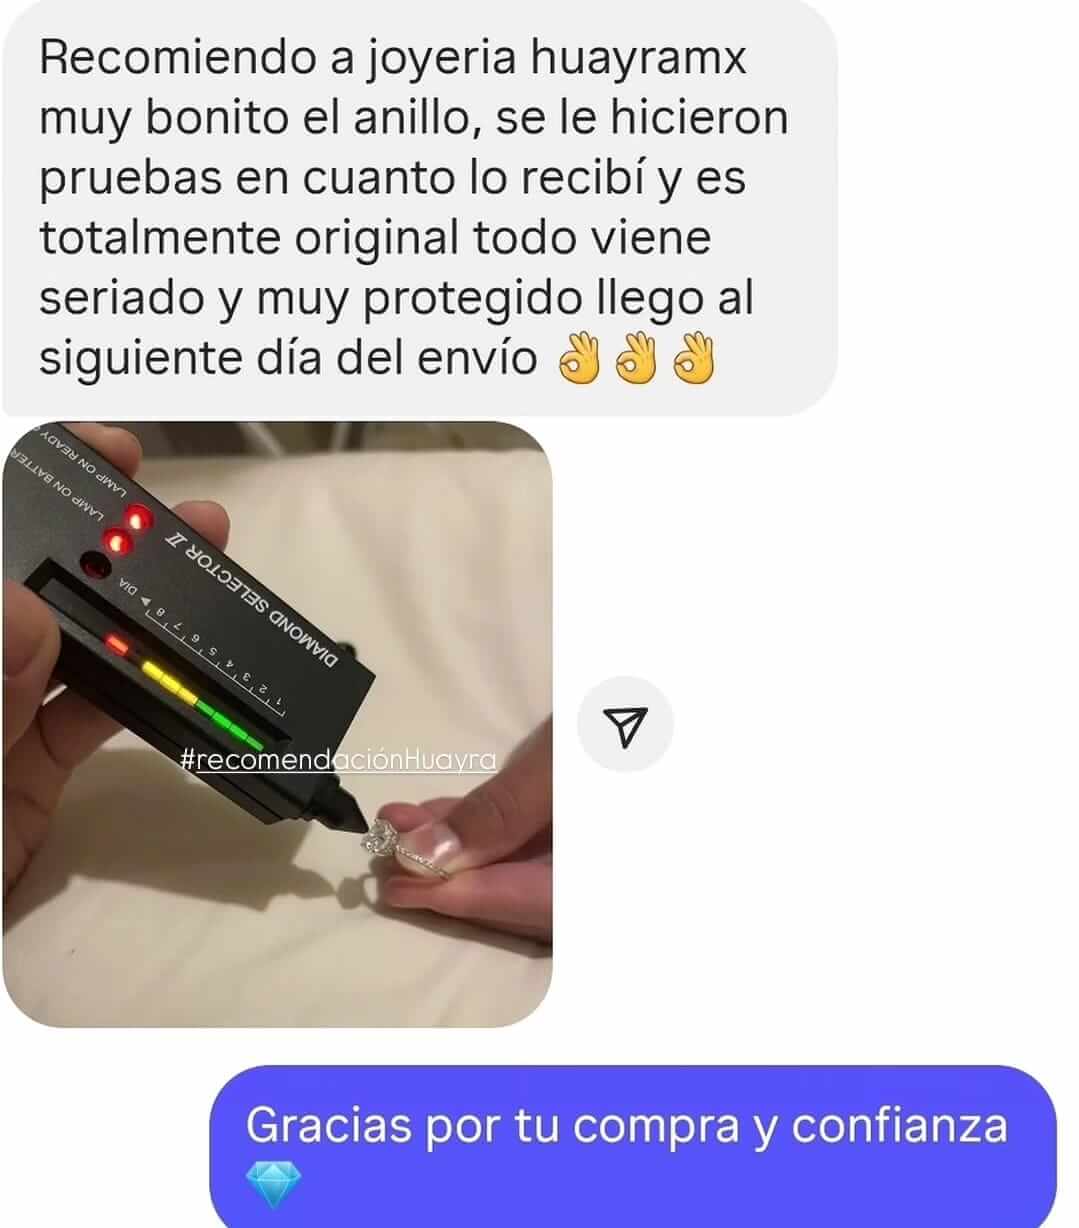 Recomiendo a joyeria huayramx
muy bonito el anillo, se le hicieron
pruebas en cuanto lo recibí y es
totalmente original todo viene
seriado y muy protegido llego al
siguiente día del envío 👌👌👌
LAMP ON READY
LAMP ON BATTER
DIAMOND SELECTOR II
DIA ▶ 8 7 6 5 4 3 2 1
#recomendaciónHuayra
Gracias por tu compra y confianza
💎